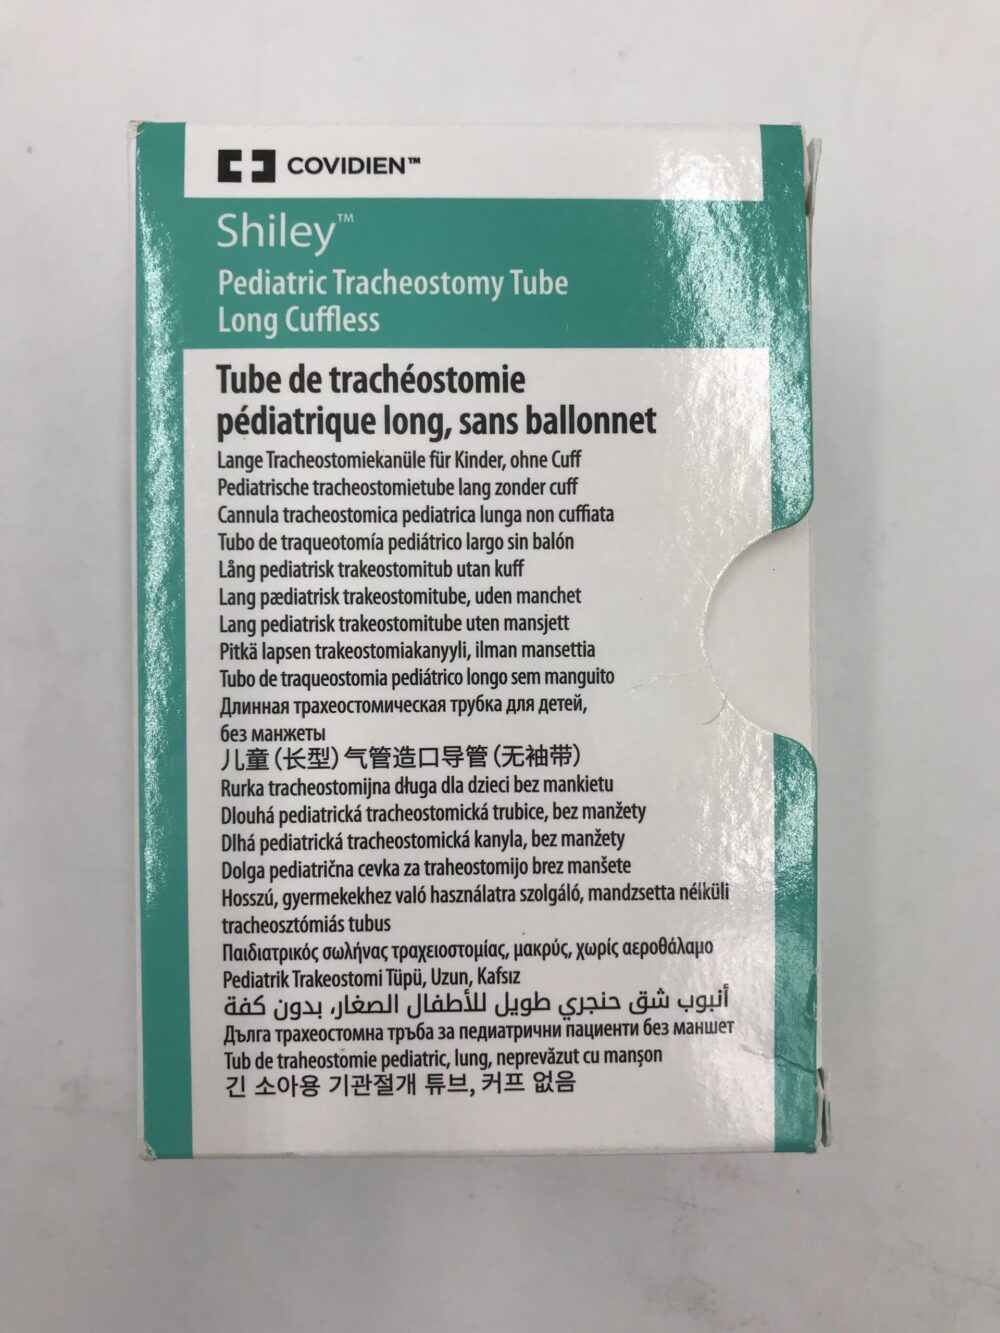 COVIDIEN™
Shiley™
Pediatric Tracheostomy Tube
Long Cuffless
Tube de trachéostomie
pédiatrique long, sans ballonnet
Lange Tracheostomiekanüle für Kinder, ohne Cuff
Pediatrische tracheostomietube lang zonder cuff
Cannula tracheostomica pediatrica lunga non cuffiata
Tubo de traqueotomía pediátrico largo sin balón
Lång pediatrisk trakeostomitub utan kuff
Lang pædiatrisk trakeostomitube, uden manchet
Lang pediatrisk trakeostomitube uten mansjett
Pitkä lapsen trakeostomiakanyyli, ilman mansettia
Tubo de traqueostomia pediátrico longo sem manguito
Длинная трахеостомическая трубка для детей,
без манжеты
儿童（长型）气管造口导管（无袖带）
Rurka tracheostomijna długa dla dzieci bez mankietu
Dlouhá pediatrická tracheostomická trubice, bez manžety
Dlhá pediatrická tracheostomická kanyla, bez manžety
Dolga pediatrična cevka za traheostomijo brez manšete
Hosszú, gyermekekhez való használatra szolgáló, mandzsetta nélküli
tracheosztómiás tubus
Παιδιατρικός σωλήνας τραχειοστομίας, μακρύς, χωρίς αεροθάλαμο
Pediatrik Trakeostomi Tüpü, Uzun, Kafsız
أنبوب شق حنجري طويل للأطفال الصغار، بدون كفة
Дълга трахеостомна тръба за педиатрични пациенти без маншет
Tub de traheostomie pediatric, lung, neprevăzut cu manșon
긴 소아용 기관절개 튜브, 커프 없음